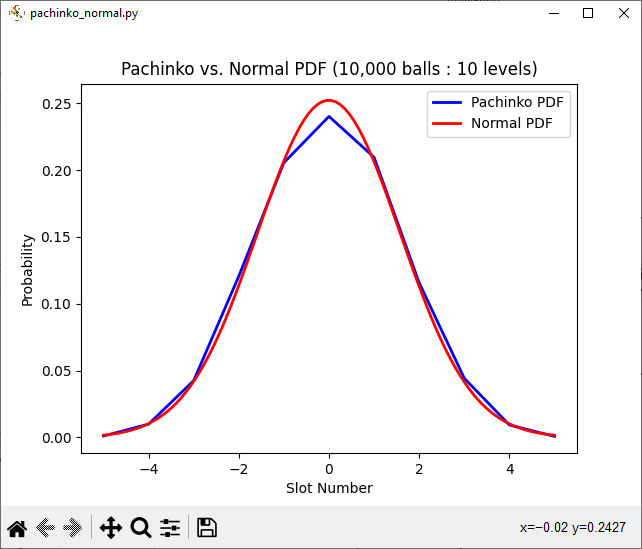 pachinko_normal.py
Pachinko vs. Normal PDF (10,000 balls : 10 levels)
Pachinko PDF
Normal PDF
0.25
0.20
0.15
0.10
0.05
0.00
Probability
−4 −2 0 2 4
Slot Number
x=−0.02 y=0.2427